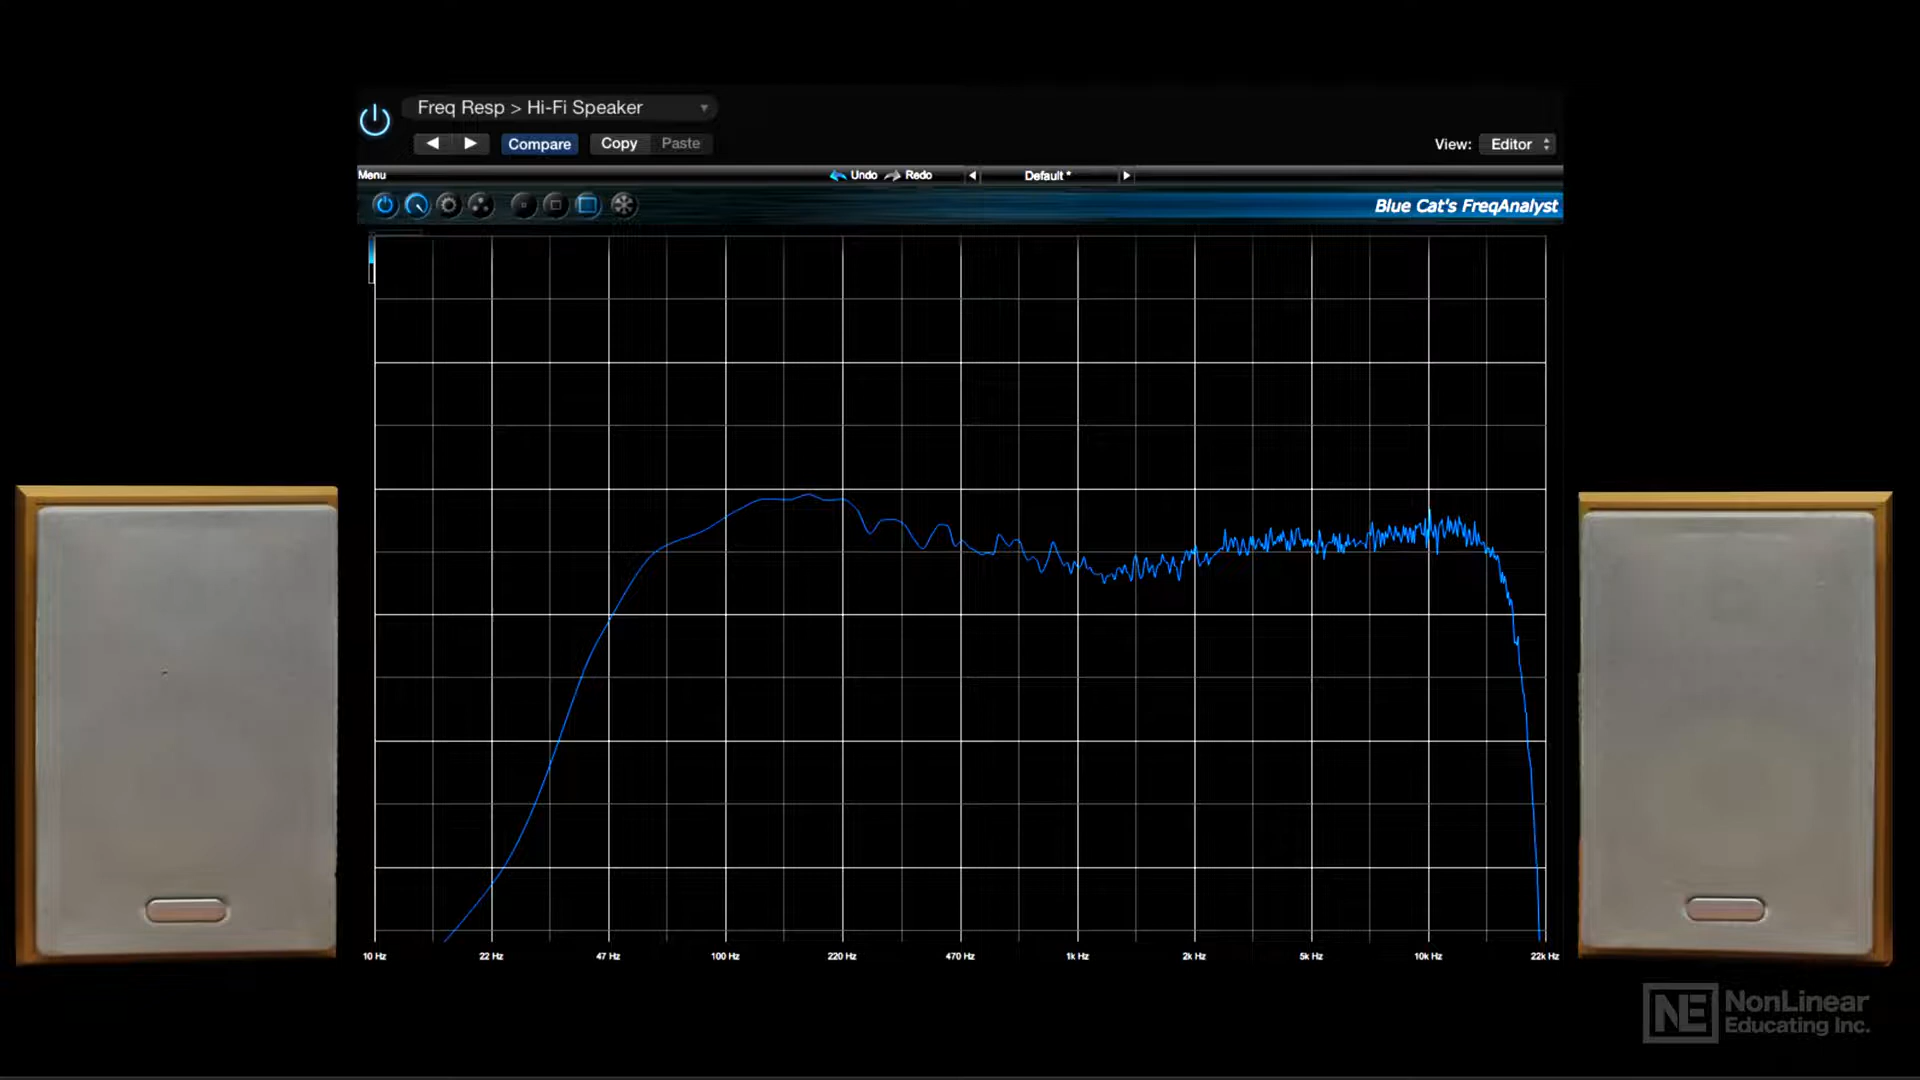 Freq Resp > Hi-Fi Speaker
Compare
Copy
Paste
View:
Editor
Menu
Undo
Redo
Default *
Blue Cat's FreqAnalyst
10 Hz
22 Hz
47 Hz
100 Hz
220 Hz
470 Hz
1k Hz
2k Hz
5k Hz
10k Hz
22k Hz
NE
NonLinear
Educating Inc.